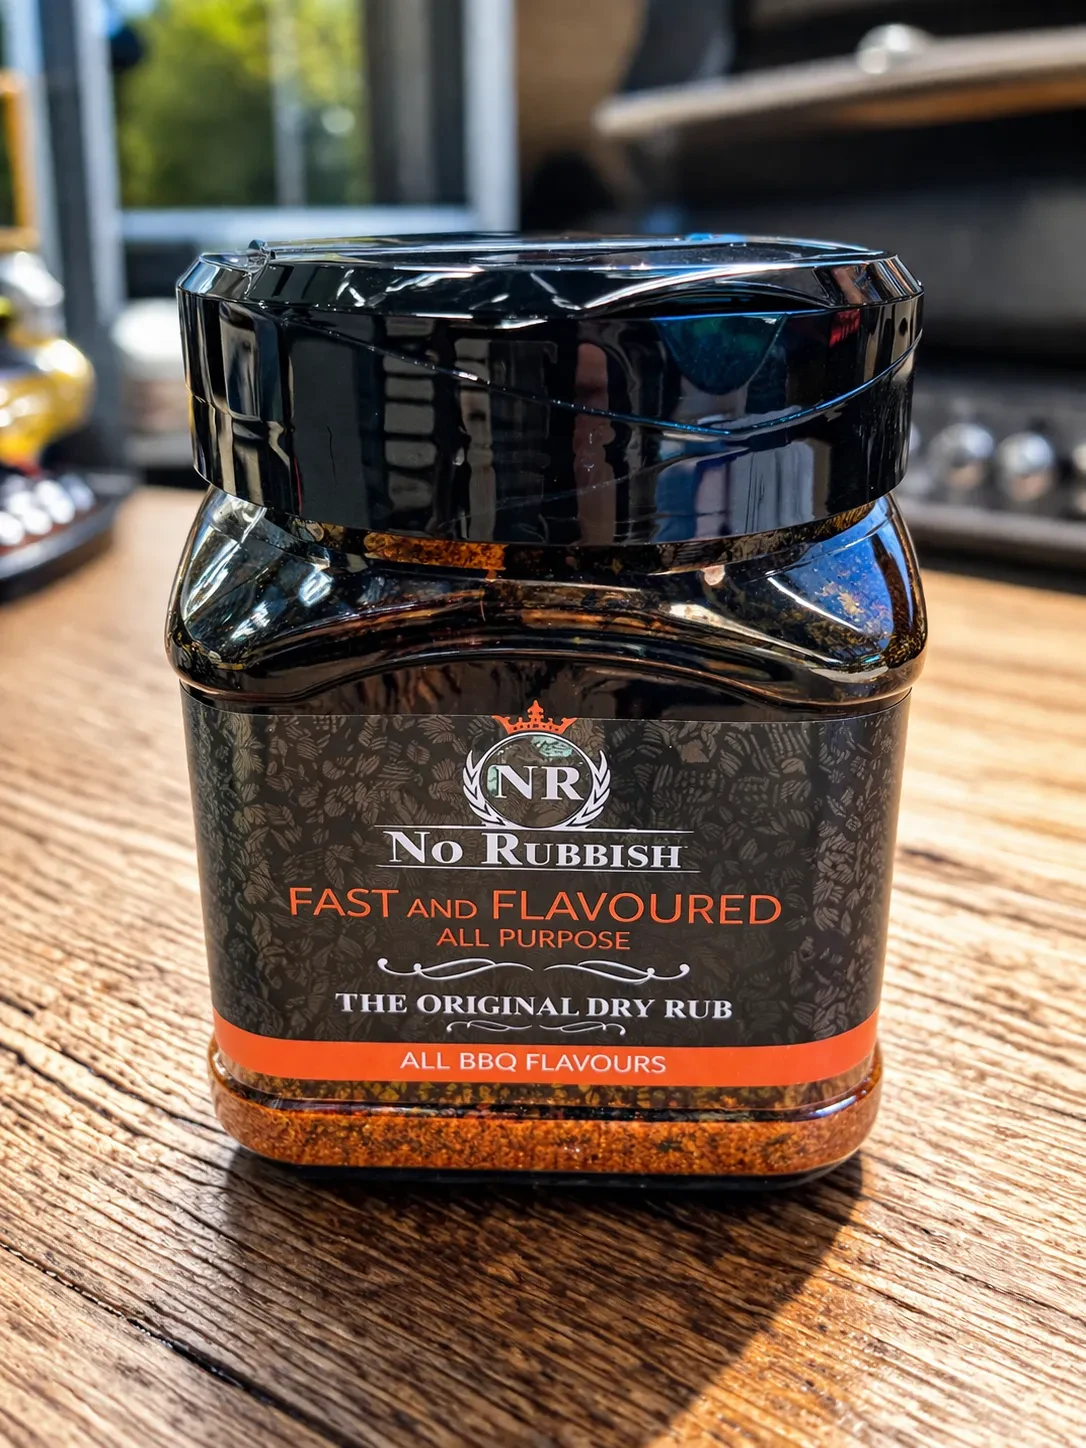 NR
No Rubbish
FAST AND FLAVOURED
ALL PURPOSE
THE ORIGINAL DRY RUB
ALL BBQ FLAVOURS